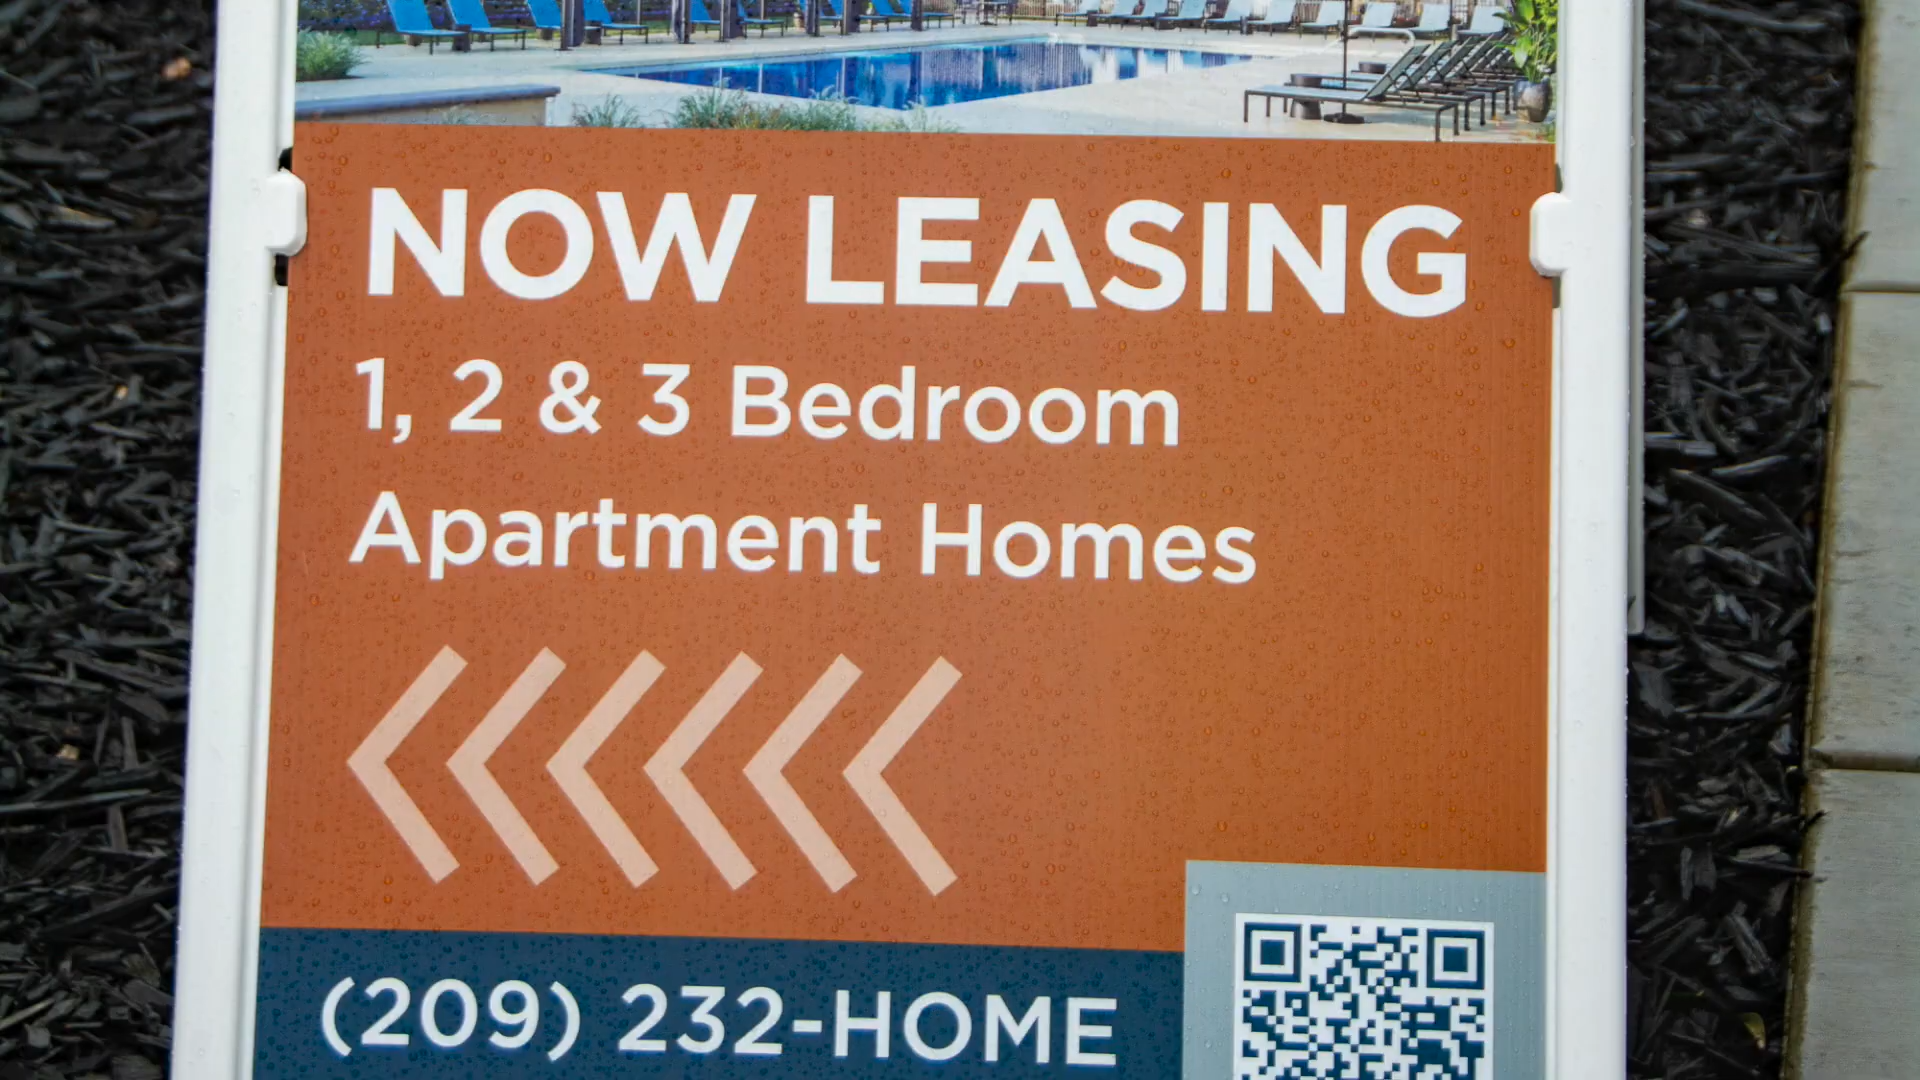 NOW LEASING
1, 2 & 3 Bedroom
Apartment Homes
(209) 232-HOME